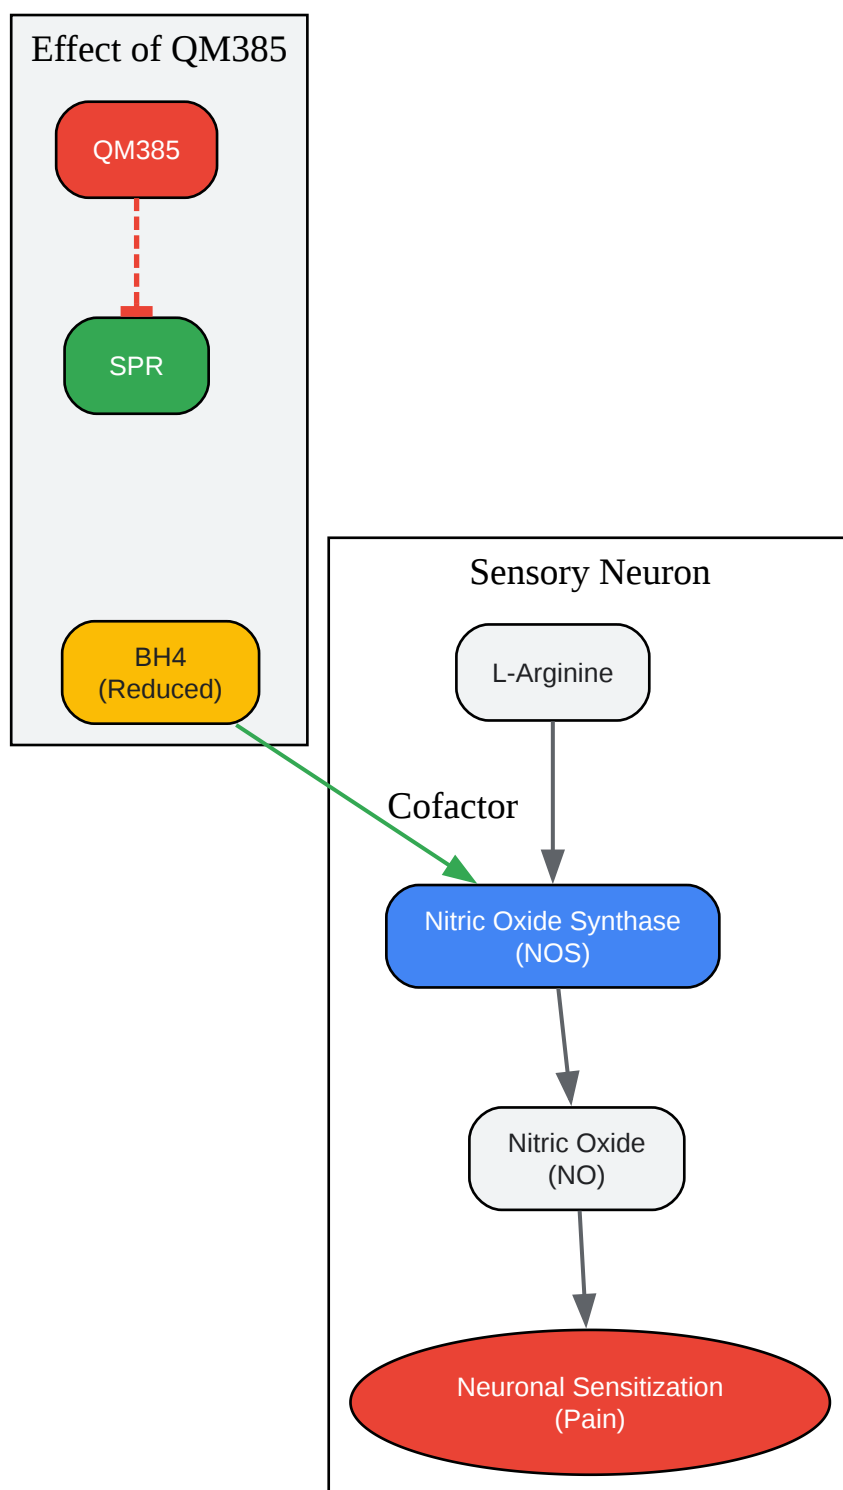 Effect of QM385
QM385
SPR
BH4
(Reduced)
Sensory Neuron
L-Arginine
Cofactor
Nitric Oxide Synthase
(NOS)
Nitric Oxide
(NO)
Neuronal Sensitization
(Pain)